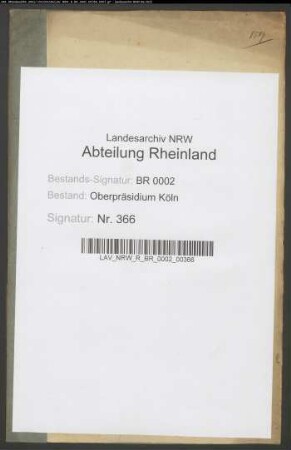 Landesarchiv NRW
Abteilung Rheinland
Bestands-Signatur: BR 0002
Bestand: Oberpräsidium Köln
Signatur: Nr. 366
LAV_NRW_R_BR_0002_00366